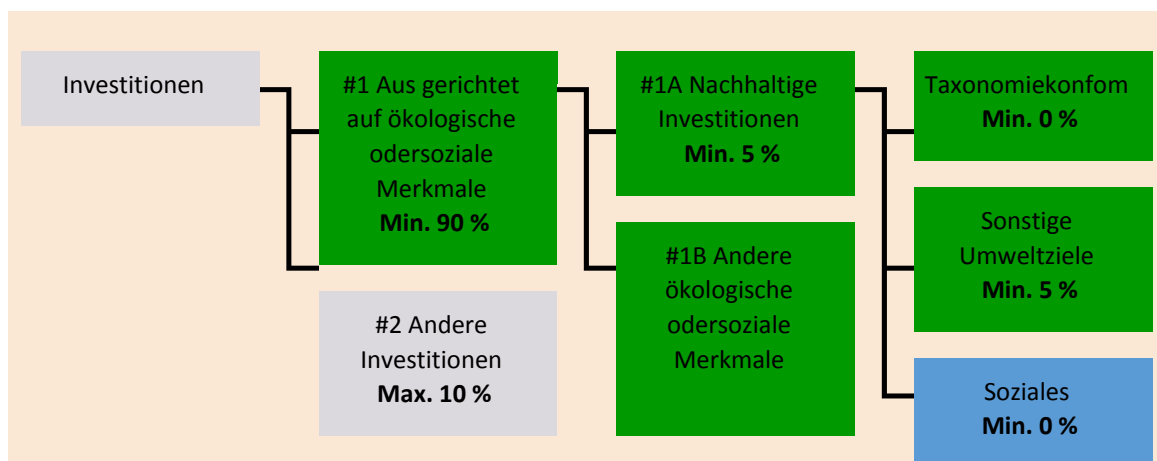 Investitionen
#1 Aus gerichtet
auf ökologische
odersoziale
Merkmale
Min. 90 %
#2 Andere
Investitionen
Max. 10 %
#1A Nachhaltige
Investitionen
Min. 5 %
#1B Andere
ökologische
odersoziale
Merkmale
Taxonomiekonfom
Min. 0 %
Sonstige
Umweltziele
Min. 5 %
Soziales
Min. 0 %